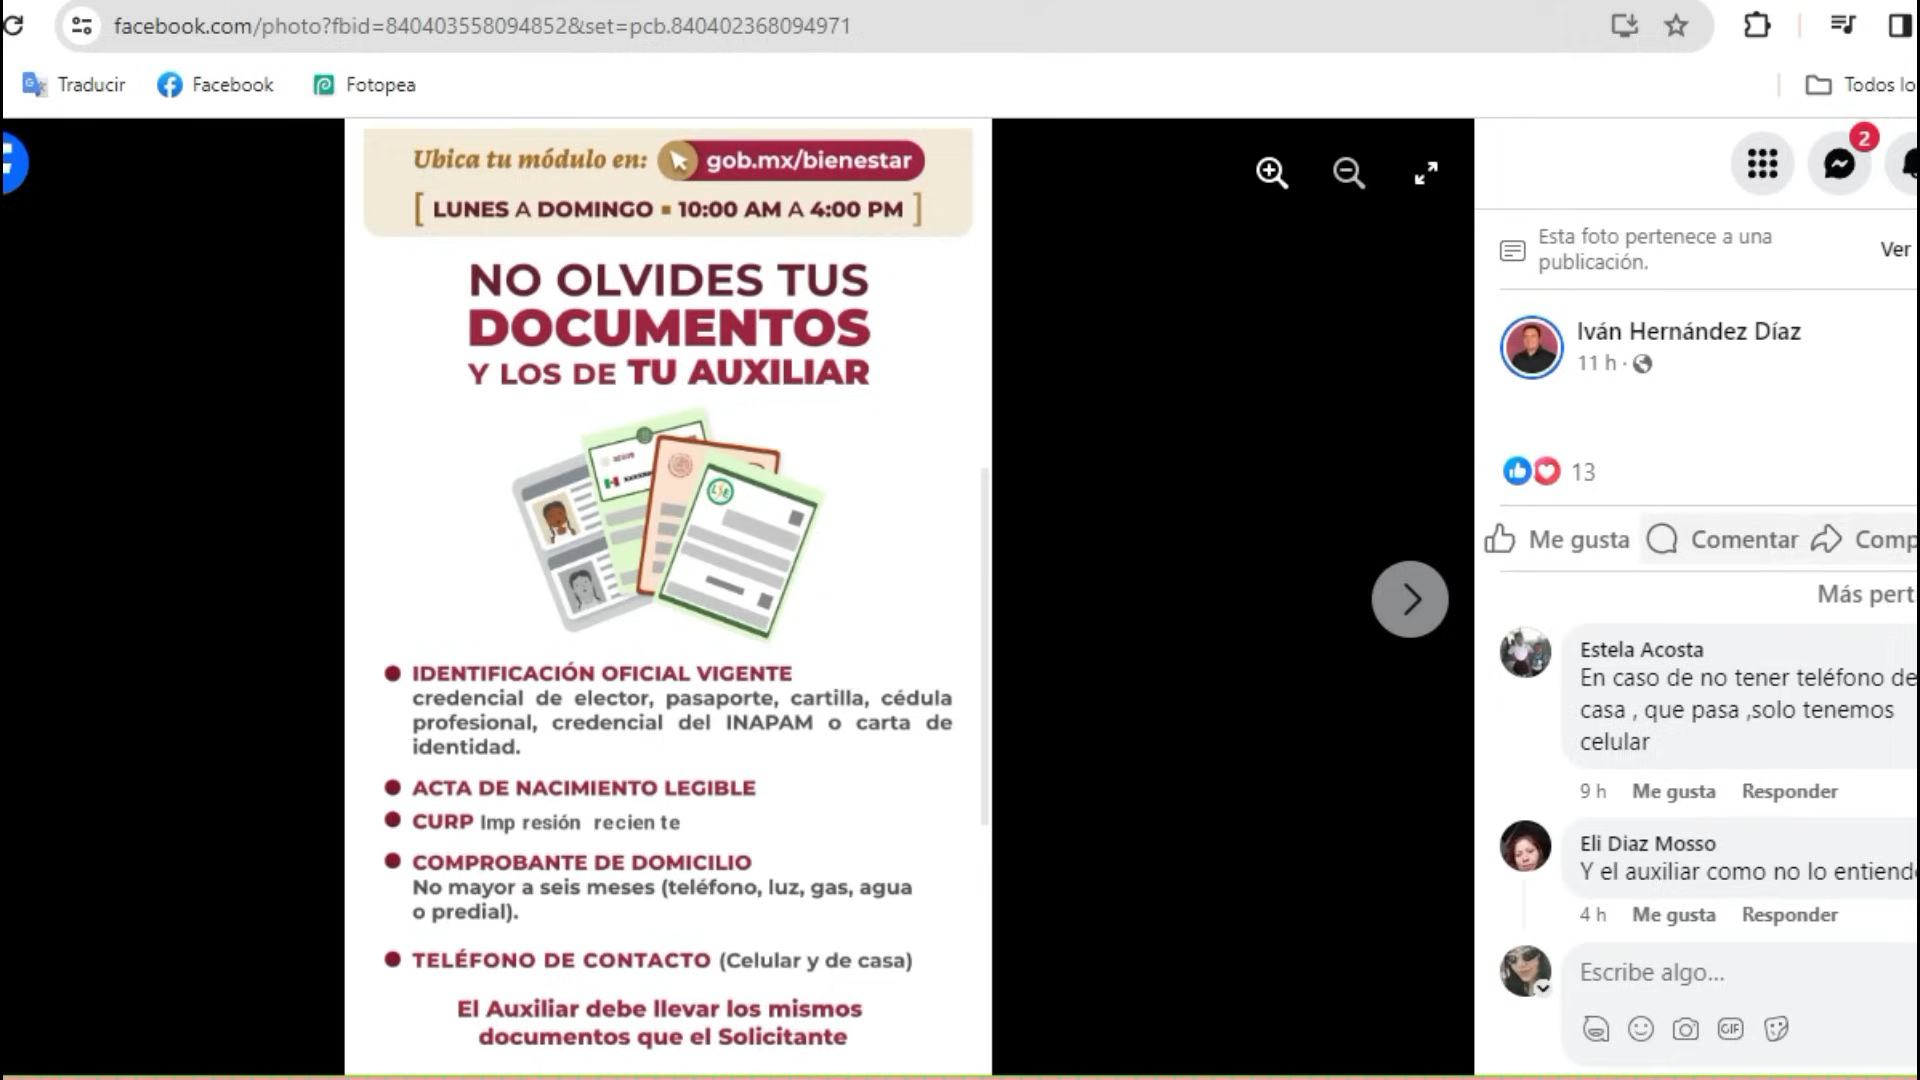 facebook.com/photo?fbid=840403558094852&set=pcb.840402368094971
Traducir
Facebook
Fotopea
Todos lo
Ubica tu módulo en: gob.mx/bienestar
[ LUNES A DOMINGO ▪ 10:00 AM A 4:00 PM ]
NO OLVIDES TUS
DOCUMENTOS
Y LOS DE TU AUXILIAR
● IDENTIFICACIÓN OFICIAL VIGENTE
credencial de elector, pasaporte, cartilla, cédula
profesional, credencial del INAPAM o carta de
identidad.
● ACTA DE NACIMIENTO LEGIBLE
● CURP Imp resión recien te
● COMPROBANTE DE DOMICILIO
No mayor a seis meses (teléfono, luz, gas, agua
o predial).
● TELÉFONO DE CONTACTO (Celular y de casa)
El Auxiliar debe llevar los mismos
documentos que el Solicitante
2
Esta foto pertenece a una
publicación.
Ver
Iván Hernández Díaz
11 h ·
13
Me gusta
Comentar
Comp
Más pert
Estela Acosta
En caso de no tener teléfono de
casa , que pasa ,solo tenemos
celular
9 h Me gusta Responder
Eli Diaz Mosso
Y el auxiliar como no lo entiend
4 h Me gusta Responder
Escribe algo...
GIF